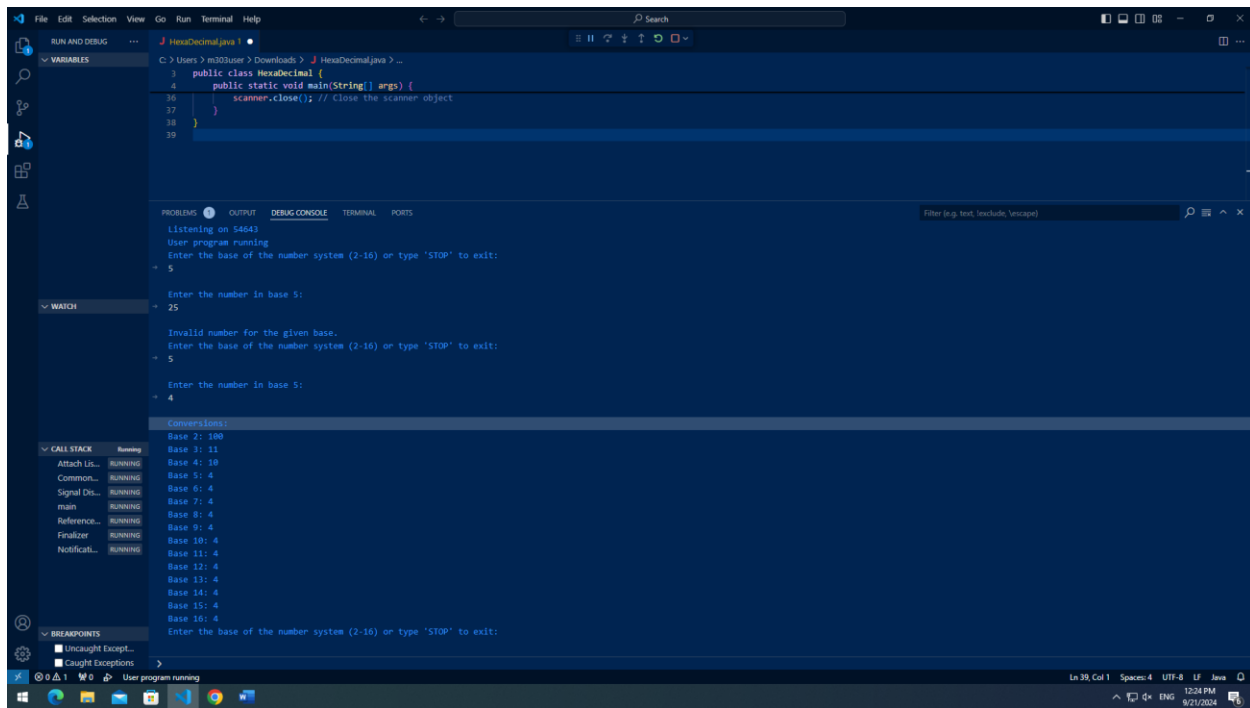 File Edit Selection View Go Run Terminal Help
Search
RUN AND DEBUG ...
J HexaDecimal.java 1 ●
VARIABLES
C: > Users > m303user > Downloads > J HexaDecimal.java > ...
3 public class HexaDecimal {
4 public static void main(String[] args) {
36 scanner.close(); // Close the scanner object
37 }
38 }
39
PROBLEMS 1 OUTPUT DEBUG CONSOLE TERMINAL PORTS
Filter (e.g. text, !exclude, \escape)
Listening on 54643
User program running
Enter the base of the number system (2-16) or type 'STOP' to exit:
5
Enter the number in base 5:
25
Invalid number for the given base.
Enter the base of the number system (2-16) or type 'STOP' to exit:
5
Enter the number in base 5:
4
Conversions:
Base 2: 100
Base 3: 11
Base 4: 10
Base 5: 4
Base 6: 4
Base 7: 4
Base 8: 4
Base 9: 4
Base 10: 4
Base 11: 4
Base 12: 4
Base 13: 4
Base 14: 4
Base 15: 4
Base 16: 4
Enter the base of the number system (2-16) or type 'STOP' to exit:
WATCH
CALL STACK Running
Attach Lis... RUNNING
Common... RUNNING
Signal Dis... RUNNING
main RUNNING
Reference... RUNNING
Finalizer RUNNING
Notificati... RUNNING
BREAKPOINTS
Uncaught Except...
Caught Exceptions
0 1 0 User program running
Ln 39, Col 1 Spaces: 4 UTF-8 LF Java
ENG
12:24 PM
9/21/2024
6